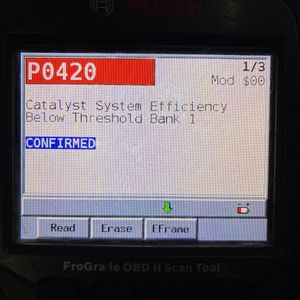 BOSCH
P0420
1/3
Mod $00
Catalyst System Efficiency
Below Threshold Bank 1
CONFIRMED
Read Erase FFrame
OBD II Scan Tool